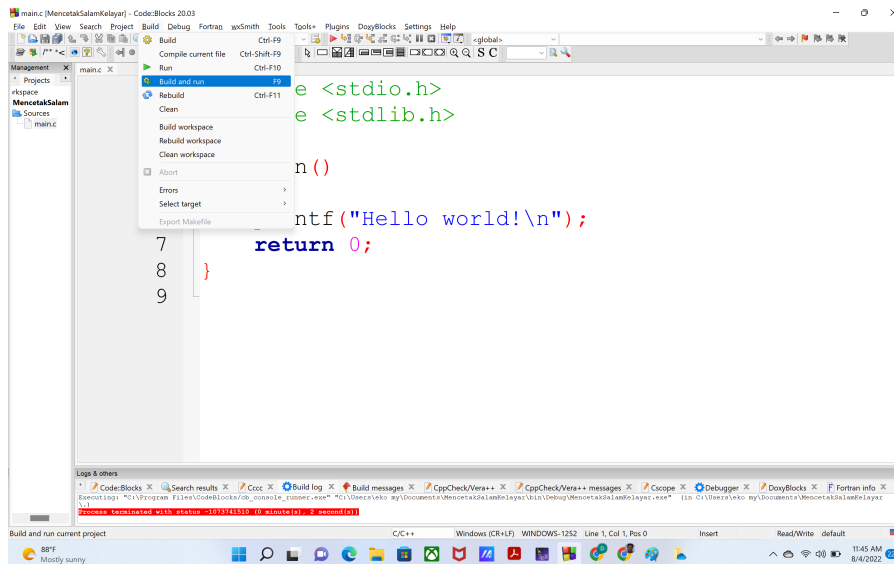 main.c [MencetakSalamKelayar] - Code::Blocks 20.03
File Edit View Search Project Build Debug Fortran wxSmith Tools Tools+ Plugins DoxyBlocks Settings Help
Build Ctrl-F9
Compile current file Ctrl-Shift-F9
Run Ctrl-F10
Build and run F9
Rebuild Ctrl-F11
Clean
Build workspace
Rebuild workspace
Clean workspace
Abort
Errors
Select target
Export Makefile
<global>
S C
/** *<
Management
Projects
rkspace
MencetakSalam
Sources
main.c
main.c
e <stdio.h>
e <stdlib.h>
n()
ntf("Hello world!\n");
7 return 0;
8 }
9
Logs & others
Code::Blocks Search results Cccc Build log Build messages CppCheck/Vera++ CppCheck/Vera++ messages Cscope Debugger DoxyBlocks Fortran info
Executing: "C:\Program Files\CodeBlocks/cb_console_runner.exe" "C:\Users\eko my\Documents\MencetakSalamKelayar\bin\Debug\MencetakSalamKelayar.exe" (in C:\Users\eko my\Documents\MencetakSalamKelayar
\.)
Process terminated with status -1073741510 (0 minute(s), 2 second(s))
Build and run current project C/C++ Windows (CR+LF) WINDOWS-1252 Line 1, Col 1, Pos 0 Insert Read/Write default
88°F
Mostly sunny
11:45 AM
8/4/2022